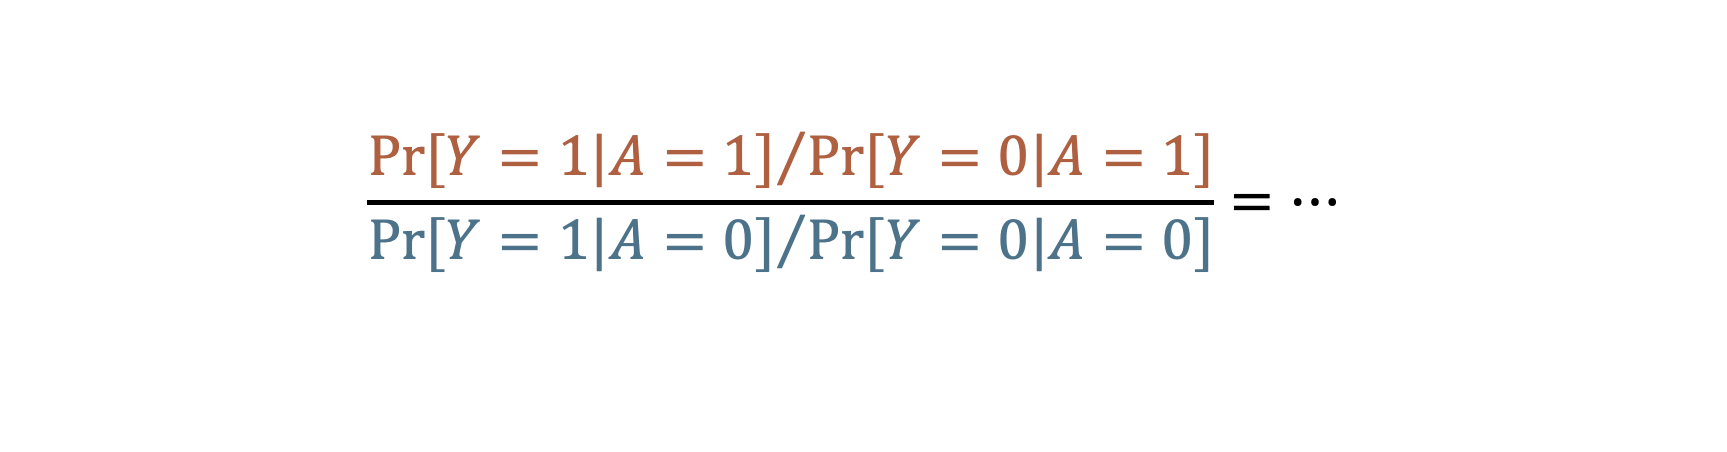 Pr[Y = 1|A = 1]/Pr[Y = 0|A = 1]
Pr[Y = 1|A = 0]/Pr[Y = 0|A = 0]
= ⋯